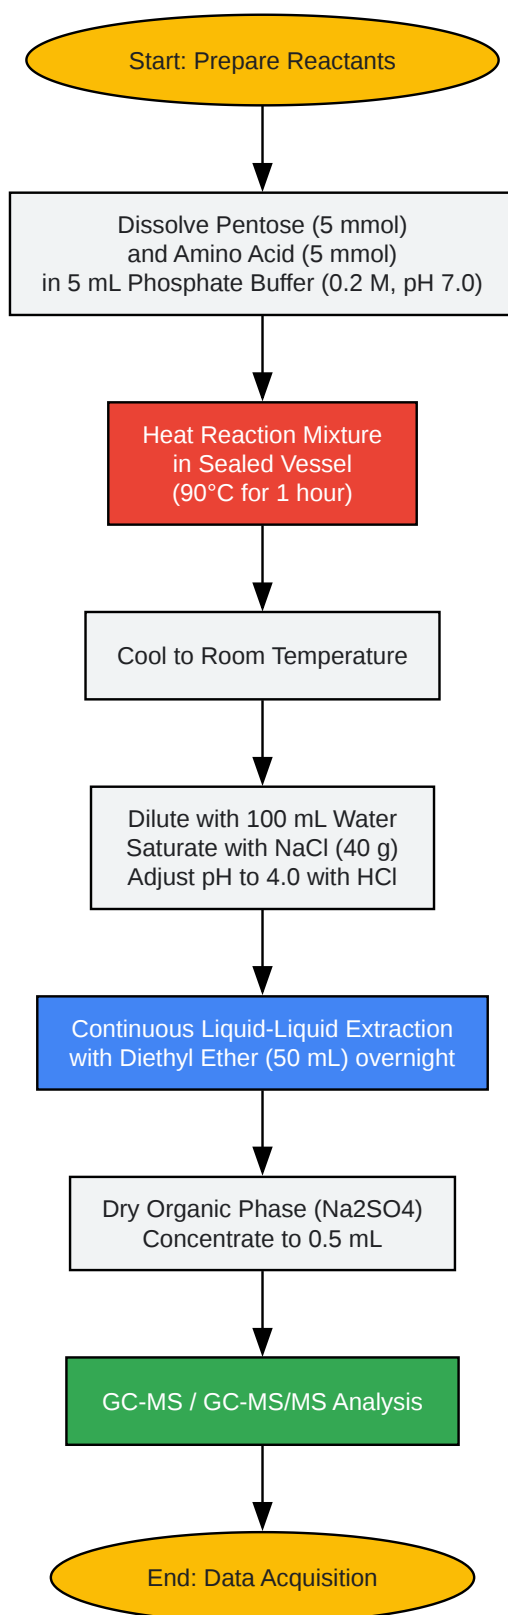 Start: Prepare Reactants
Dissolve Pentose (5 mmol)
and Amino Acid (5 mmol)
in 5 mL Phosphate Buffer (0.2 M, pH 7.0)
Heat Reaction Mixture
in Sealed Vessel
(90°C for 1 hour)
Cool to Room Temperature
Dilute with 100 mL Water
Saturate with NaCl (40 g)
Adjust pH to 4.0 with HCl
Continuous Liquid-Liquid Extraction
with Diethyl Ether (50 mL) overnight
Dry Organic Phase (Na2SO4)
Concentrate to 0.5 mL
GC-MS / GC-MS/MS Analysis
End: Data Acquisition